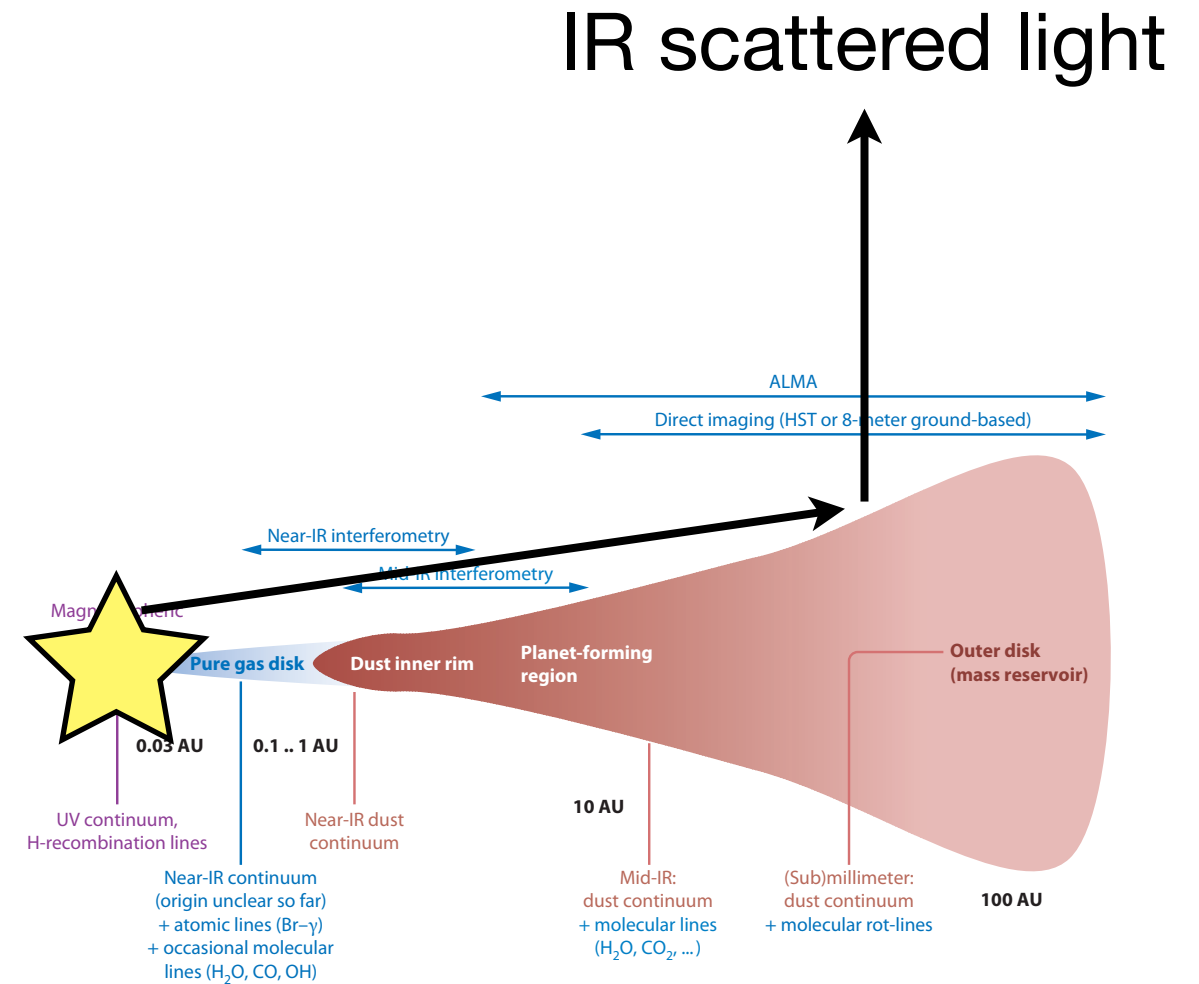 IR scattered light
ALMA
Direct imaging (HST or 8-meter ground-based)
Near-IR interferometry
Mid-IR interferometry
Pure gas disk
Dust inner rim
Planet-forming
region
Outer disk
(mass reservoir)
0.03 AU
0.1 .. 1 AU
10 AU
100 AU
UV continuum,
H-recombination lines
Near-IR dust
continuum
Near-IR continuum
(origin unclear so far)
+ atomic lines (Br–γ)
+ occasional molecular
lines (H₂O, CO, OH)
Mid-IR:
dust continuum
+ molecular lines
(H₂O, CO₂, ...)
(Sub)millimeter:
dust continuum
+ molecular rot-lines